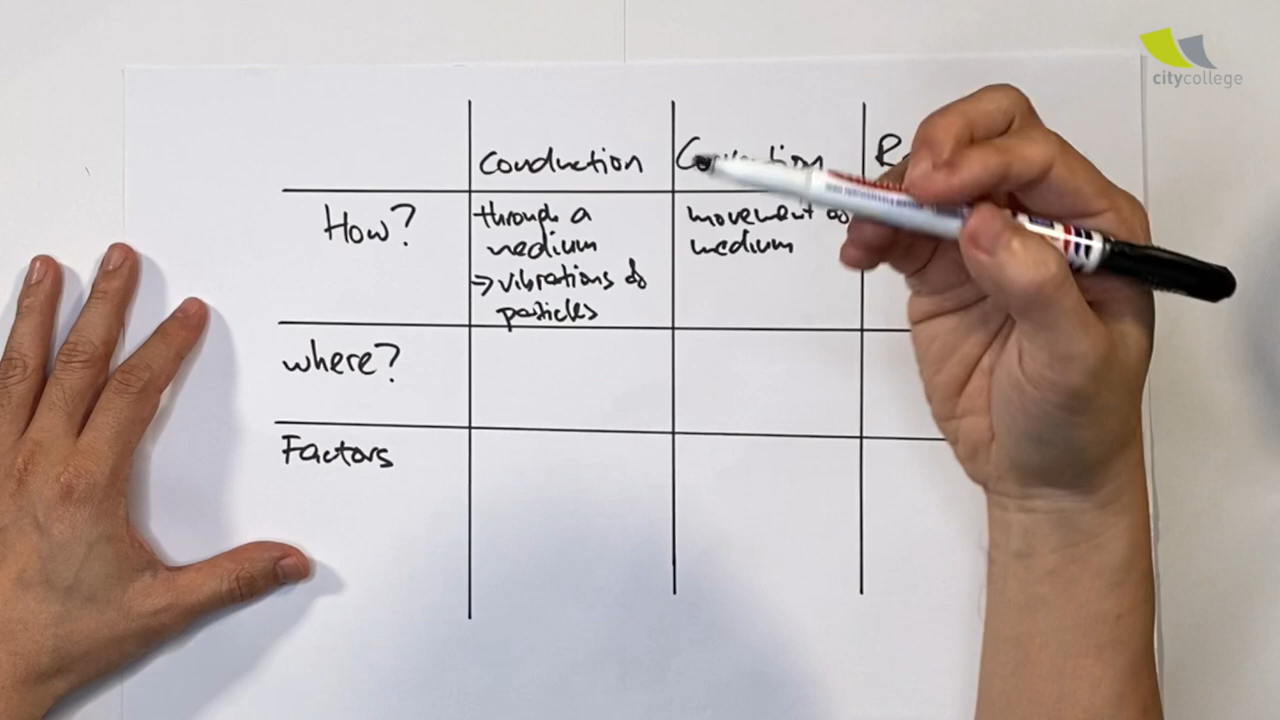 citycollege
Conduction
How?
through a
medium
→ vibrations of
particles
movement of
medium
where?
Factors